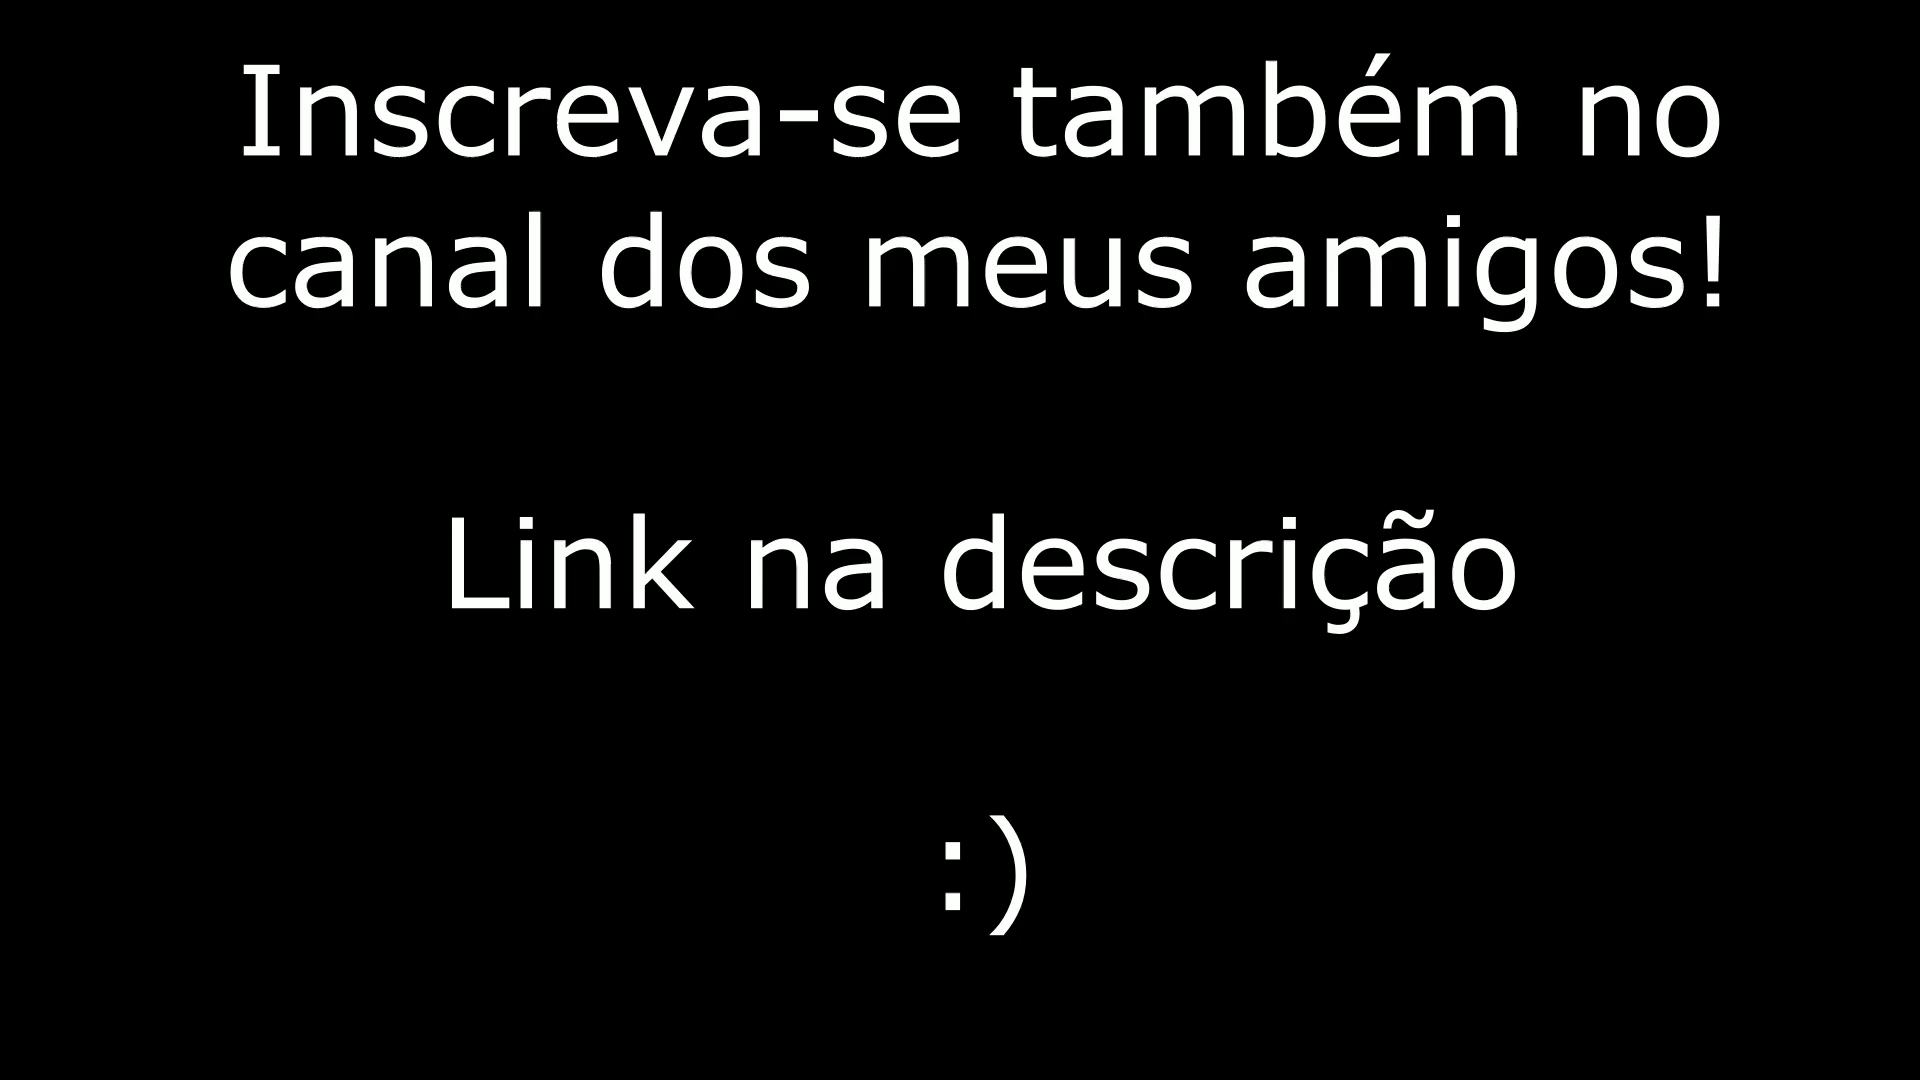 Inscreva-se também no
canal dos meus amigos!
Link na descrição
:)